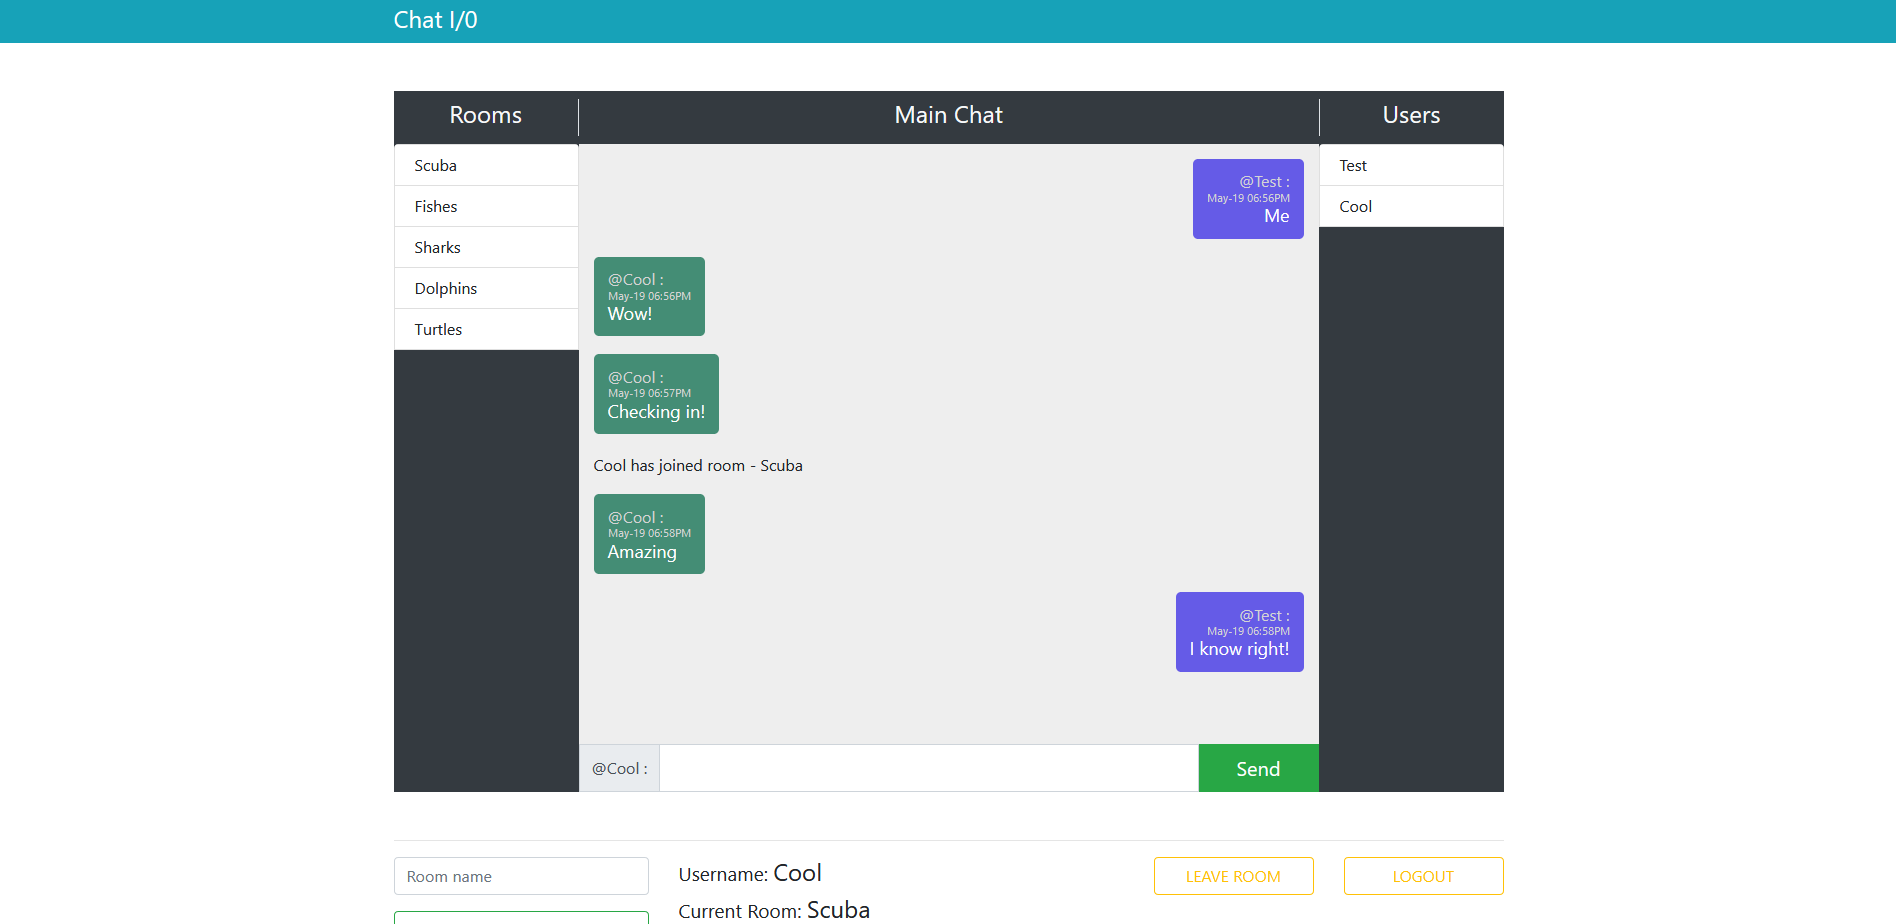 Chat I/0
Rooms
Main Chat
Users
Scuba
Fishes
Sharks
Dolphins
Turtles
@Test :
May-19 06:56PM
Me
@Cool :
May-19 06:56PM
Wow!
@Cool :
May-19 06:57PM
Checking in!
Cool has joined room - Scuba
@Cool :
May-19 06:58PM
Amazing
@Test :
May-19 06:58PM
I know right!
@Cool :
Send
Test
Cool
Room name
Username: Cool
Current Room: Scuba
LEAVE ROOM
LOGOUT